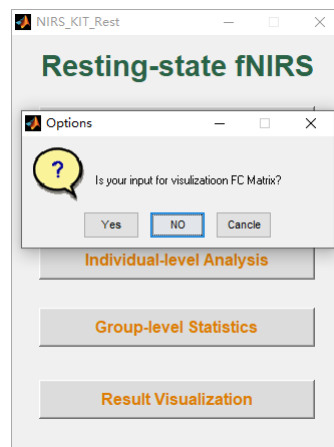 NIRS_KIT_Rest
Resting-state fNIRS
Options
Is your input for visulizatioon FC Matrix?
Yes
NO
Cancle
Individual-level Analysis
Group-level Statistics
Result Visualization